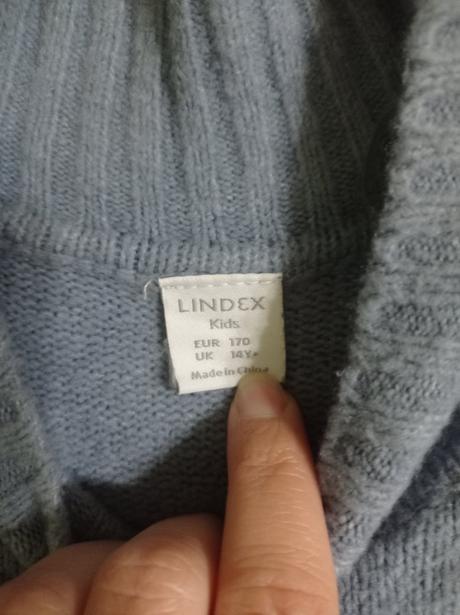 LINDEX
Kids
EUR 170
UK 14Y+
Made in China